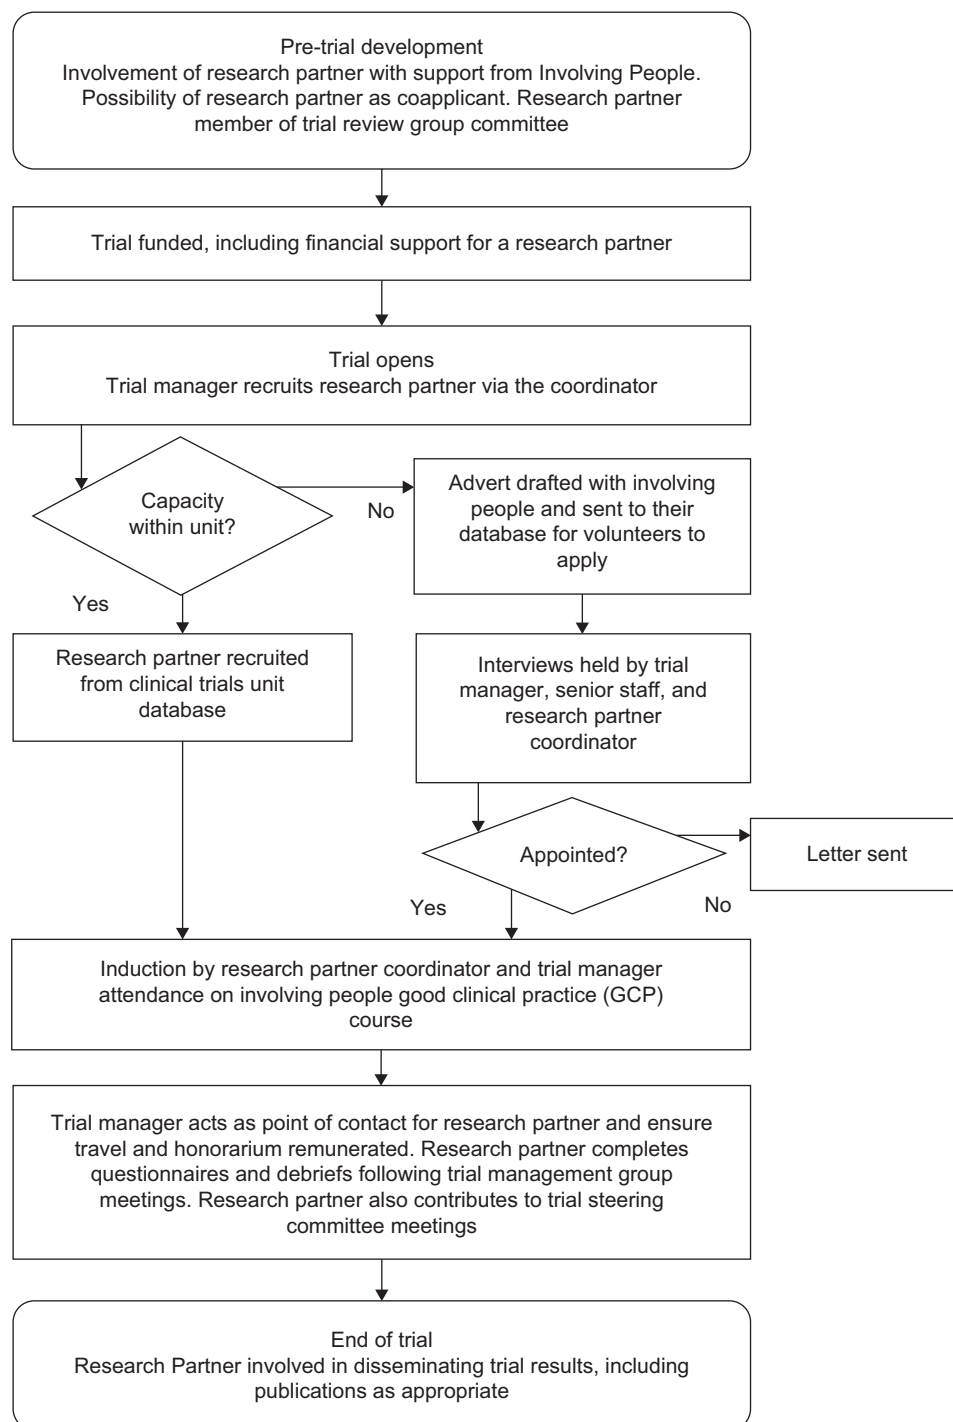 Pre-trial development
Involvement of research partner with support from Involving People.
Possibility of research partner as coapplicant. Research partner
member of trial review group committee
Trial funded, including financial support for a research partner
Trial opens
Trial manager recruits research partner via the coordinator
Capacity
within unit?
No
Advert drafted with involving
people and sent to their
database for volunteers to
apply
Yes
Research partner recruited
from clinical trials unit
database
Interviews held by trial
manager, senior staff, and
research partner
coordinator
Appointed?
Letter sent
Yes
No
Induction by research partner coordinator and trial manager
attendance on involving people good clinical practice (GCP)
course
Trial manager acts as point of contact for research partner and ensure
travel and honorarium remunerated. Research partner completes
questionnaires and debriefs following trial management group
meetings. Research partner also contributes to trial steering
committee meetings
End of trial
Research Partner involved in disseminating trial results, including
publications as appropriate